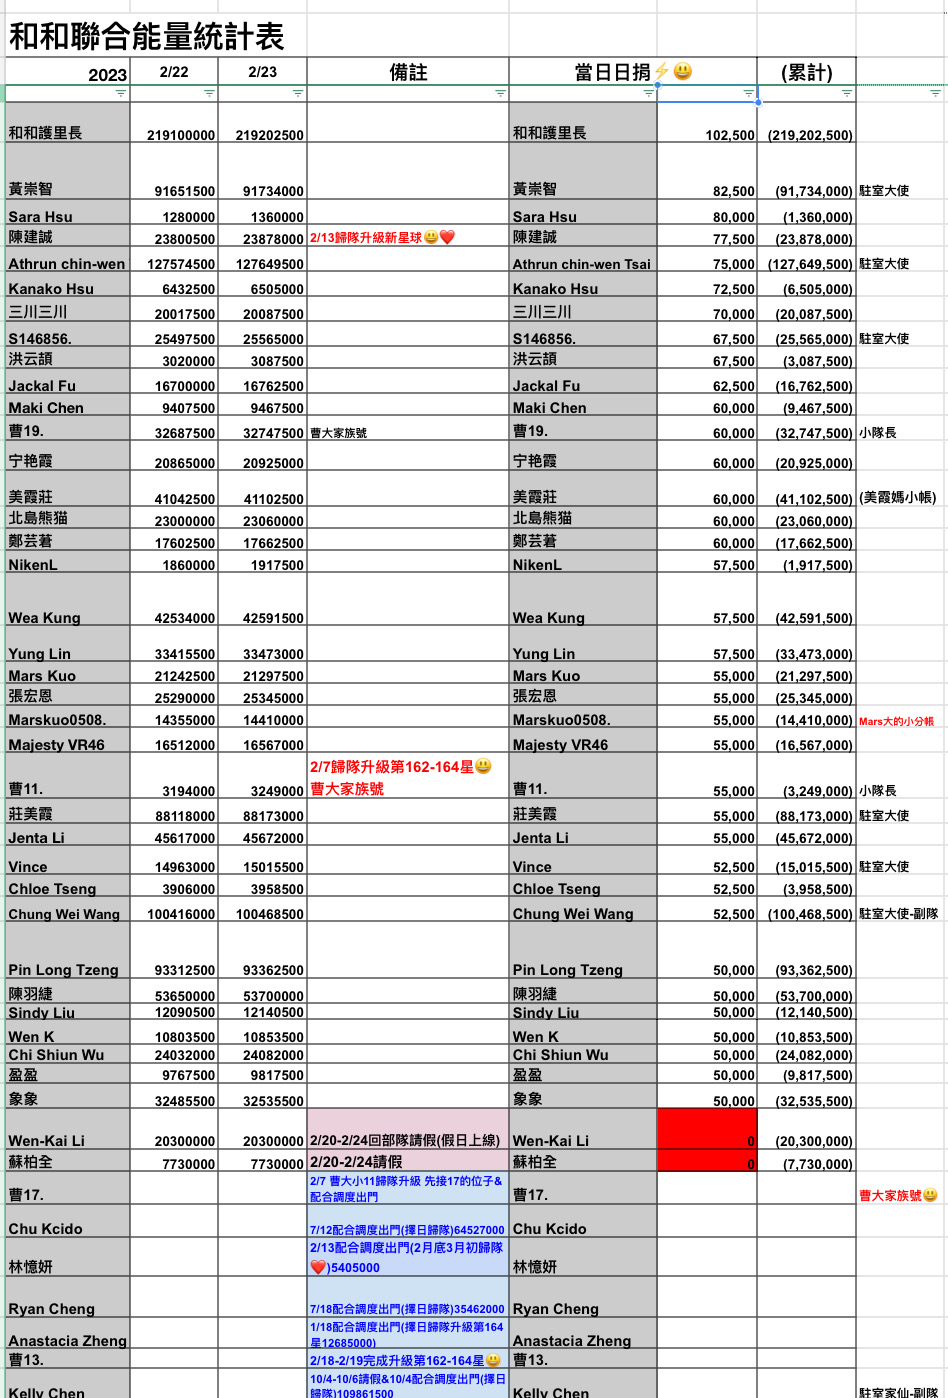 和和聯合能量統計表
2023 2/22 2/23 備註 當日日捐⚡😃 (累計)
和和護里長 219100000 219202500 和和護里長 102,500 (219,202,500)
黃崇智 91651500 91734000 黃崇智 82,500 (91,734,000) 駐室大使
Sara Hsu 1280000 1360000 Sara Hsu 80,000 (1,360,000)
陳建誠 23800500 23878000 2/13歸隊升級新星球😃❤️ 陳建誠 77,500 (23,878,000)
Athrun chin-wen 127574500 127649500 Athrun chin-wen Tsai 75,000 (127,649,500) 駐室大使
Kanako Hsu 6432500 6505000 Kanako Hsu 72,500 (6,505,000)
三川三川 20017500 20087500 三川三川 70,000 (20,087,500)
S146856. 25497500 25565000 S146856. 67,500 (25,565,000) 駐室大使
洪云頡 3020000 3087500 洪云頡 67,500 (3,087,500)
Jackal Fu 16700000 16762500 Jackal Fu 62,500 (16,762,500)
Maki Chen 9407500 9467500 Maki Chen 60,000 (9,467,500)
曹19. 32687500 32747500 曹大家族號 曹19. 60,000 (32,747,500) 小隊長
宁艳霞 20865000 20925000 宁艳霞 60,000 (20,925,000)
美霞莊 41042500 41102500 美霞莊 60,000 (41,102,500) (美霞媽小帳)
北島熊猫 23000000 23060000 北島熊猫 60,000 (23,060,000)
鄭芸莙 17602500 17662500 鄭芸莙 60,000 (17,662,500)
NikenL 1860000 1917500 NikenL 57,500 (1,917,500)
Wea Kung 42534000 42591500 Wea Kung 57,500 (42,591,500)
Yung Lin 33415500 33473000 Yung Lin 57,500 (33,473,000)
Mars Kuo 21242500 21297500 Mars Kuo 55,000 (21,297,500)
張宏恩 25290000 25345000 張宏恩 55,000 (25,345,000)
Marskuo0508. 14355000 14410000 Marskuo0508. 55,000 (14,410,000) Mars大的小分帳
Majesty VR46 16512000 16567000 Majesty VR46 55,000 (16,567,000)
2/7歸隊升級第162-164星😃
曹11. 3194000 3249000 曹大家族號 曹11. 55,000 (3,249,000) 小隊長
莊美霞 88118000 88173000 莊美霞 55,000 (88,173,000) 駐室大使
Jenta Li 45617000 45672000 Jenta Li 55,000 (45,672,000)
Vince 14963000 15015500 Vince 52,500 (15,015,500) 駐室大使
Chloe Tseng 3906000 3958500 Chloe Tseng 52,500 (3,958,500)
Chung Wei Wang 100416000 100468500 Chung Wei Wang 52,500 (100,468,500) 駐室大使-副隊
Pin Long Tzeng 93312500 93362500 Pin Long Tzeng 50,000 (93,362,500)
陳羽緁 53650000 53700000 陳羽緁 50,000 (53,700,000)
Sindy Liu 12090500 12140500 Sindy Liu 50,000 (12,140,500)
Wen K 10803500 10853500 Wen K 50,000 (10,853,500)
Chi Shiun Wu 24032000 24082000 Chi Shiun Wu 50,000 (24,082,000)
盈盈 9767500 9817500 盈盈 50,000 (9,817,500)
象象 32485500 32535500 象象 50,000 (32,535,500)
Wen-Kai Li 20300000 20300000 2/20-2/24回部隊請假(假日上線) Wen-Kai Li 0 (20,300,000)
蘇柏全 7730000 7730000 2/20-2/24請假 蘇柏全 0 (7,730,000)
2/7 曹大小11歸隊升級 先接17的位子&
曹17. 配合調度出門 曹17. 曹大家族號😃
Chu Kcido 7/12配合調度出門(擇日歸隊)64527000 Chu Kcido
2/13配合調度出門(2月底3月初歸隊
林憶妍 ❤️)5405000 林憶妍
Ryan Cheng 7/18配合調度出門(擇日歸隊)35462000 Ryan Cheng
1/18配合調度出門(擇日歸隊升級第164
Anastacia Zheng 星12685000) Anastacia Zheng
曹13. 2/18-2/19完成升級第162-164星😃 曹13.
10/4-10/6請假&10/4配合調度出門(擇日
Kelly Chen 歸隊)109861500 Kelly Chen 駐室家仙-副隊